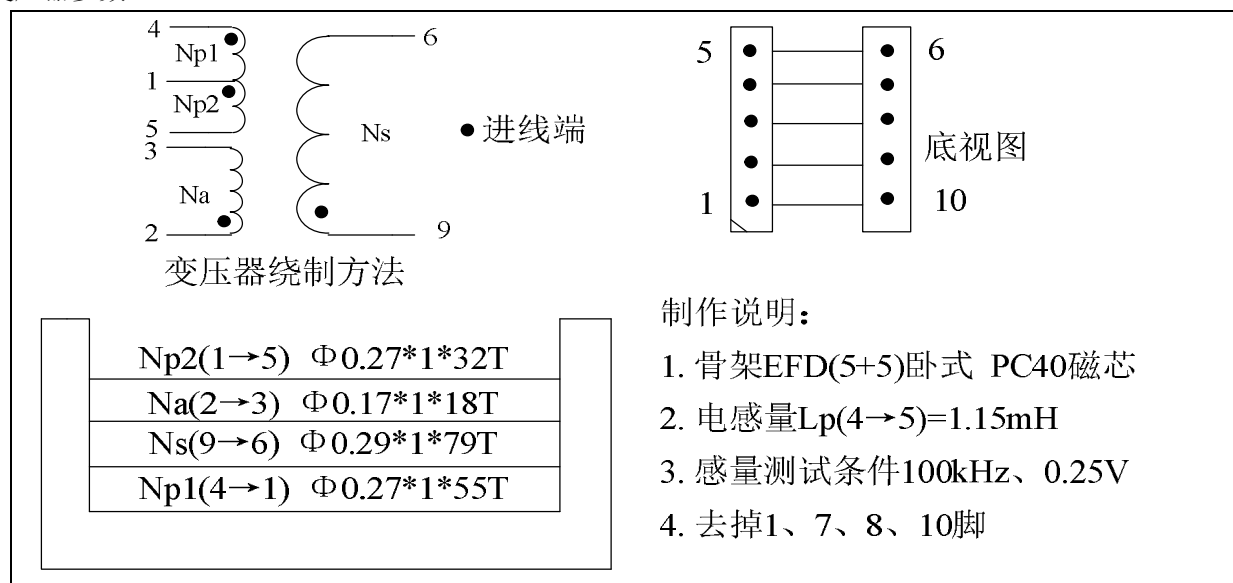 4
Np1
1
Np2
5
3
Na
2
6
Ns
9
●进线端
变压器绕制方法
5
6
1
10
底视图
Np2(1→5) Φ0.27*1*32T
Na(2→3) Φ0.17*1*18T
Ns(9→6) Φ0.29*1*79T
Np1(4→1) Φ0.27*1*55T
制作说明：
1. 骨架EFD(5+5)卧式 PC40磁芯
2. 电感量Lp(4→5)=1.15mH
3. 感量测试条件100kHz、0.25V
4. 去掉1、7、8、10脚